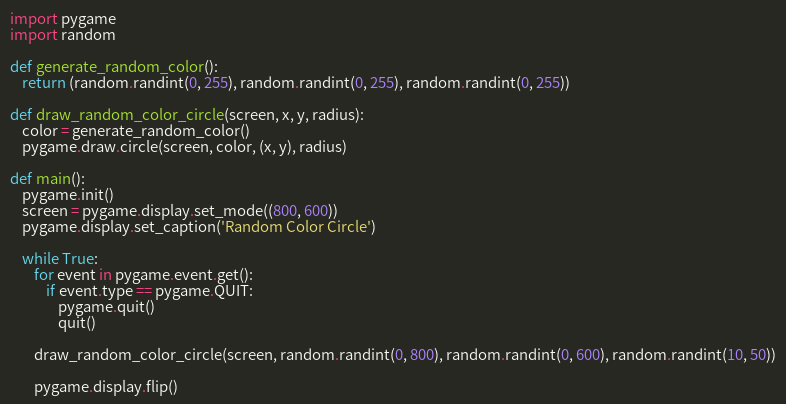 import pygame
import random
def generate_random_color():
return (random.randint(0, 255), random.randint(0, 255), random.randint(0, 255))
def draw_random_color_circle(screen, x, y, radius):
color = generate_random_color()
pygame.draw.circle(screen, color, (x, y), radius)
def main():
pygame.init()
screen = pygame.display.set_mode((800, 600))
pygame.display.set_caption('Random Color Circle')
while True:
for event in pygame.event.get():
if event.type == pygame.QUIT:
pygame.quit()
quit()
draw_random_color_circle(screen, random.randint(0, 800), random.randint(0, 600), random.randint(10, 50))
pygame.display.flip()